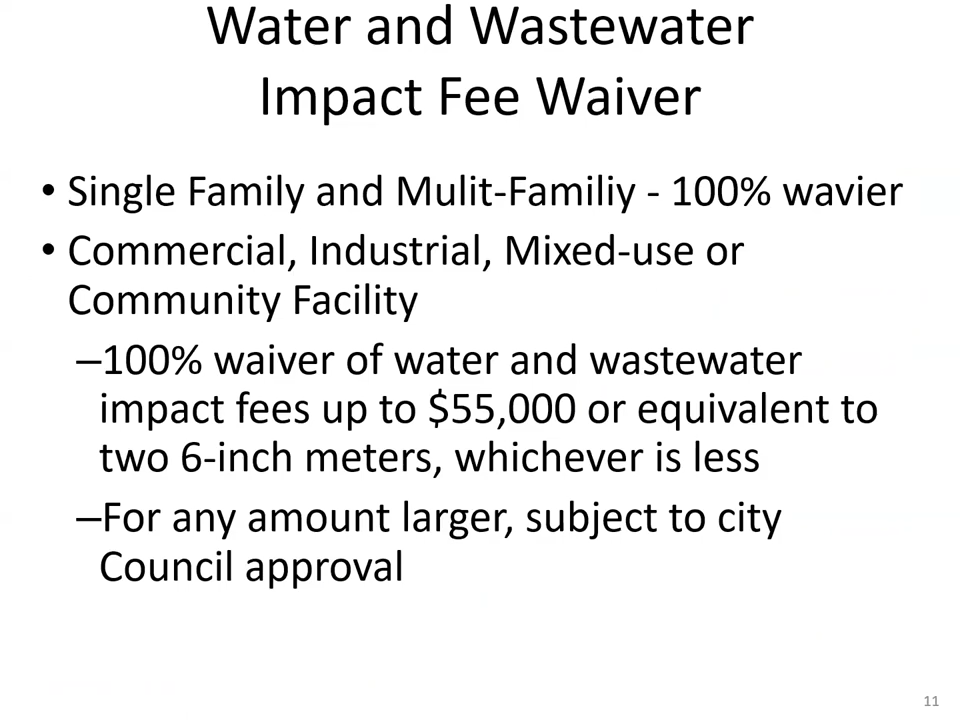 Water and Wastewater
Impact Fee Waiver
• Single Family and Mulit-Familiy - 100% wavier
• Commercial, Industrial, Mixed-use or
Community Facility
–100% waiver of water and wastewater
impact fees up to $55,000 or equivalent to
two 6-inch meters, whichever is less
–For any amount larger, subject to city
Council approval
11